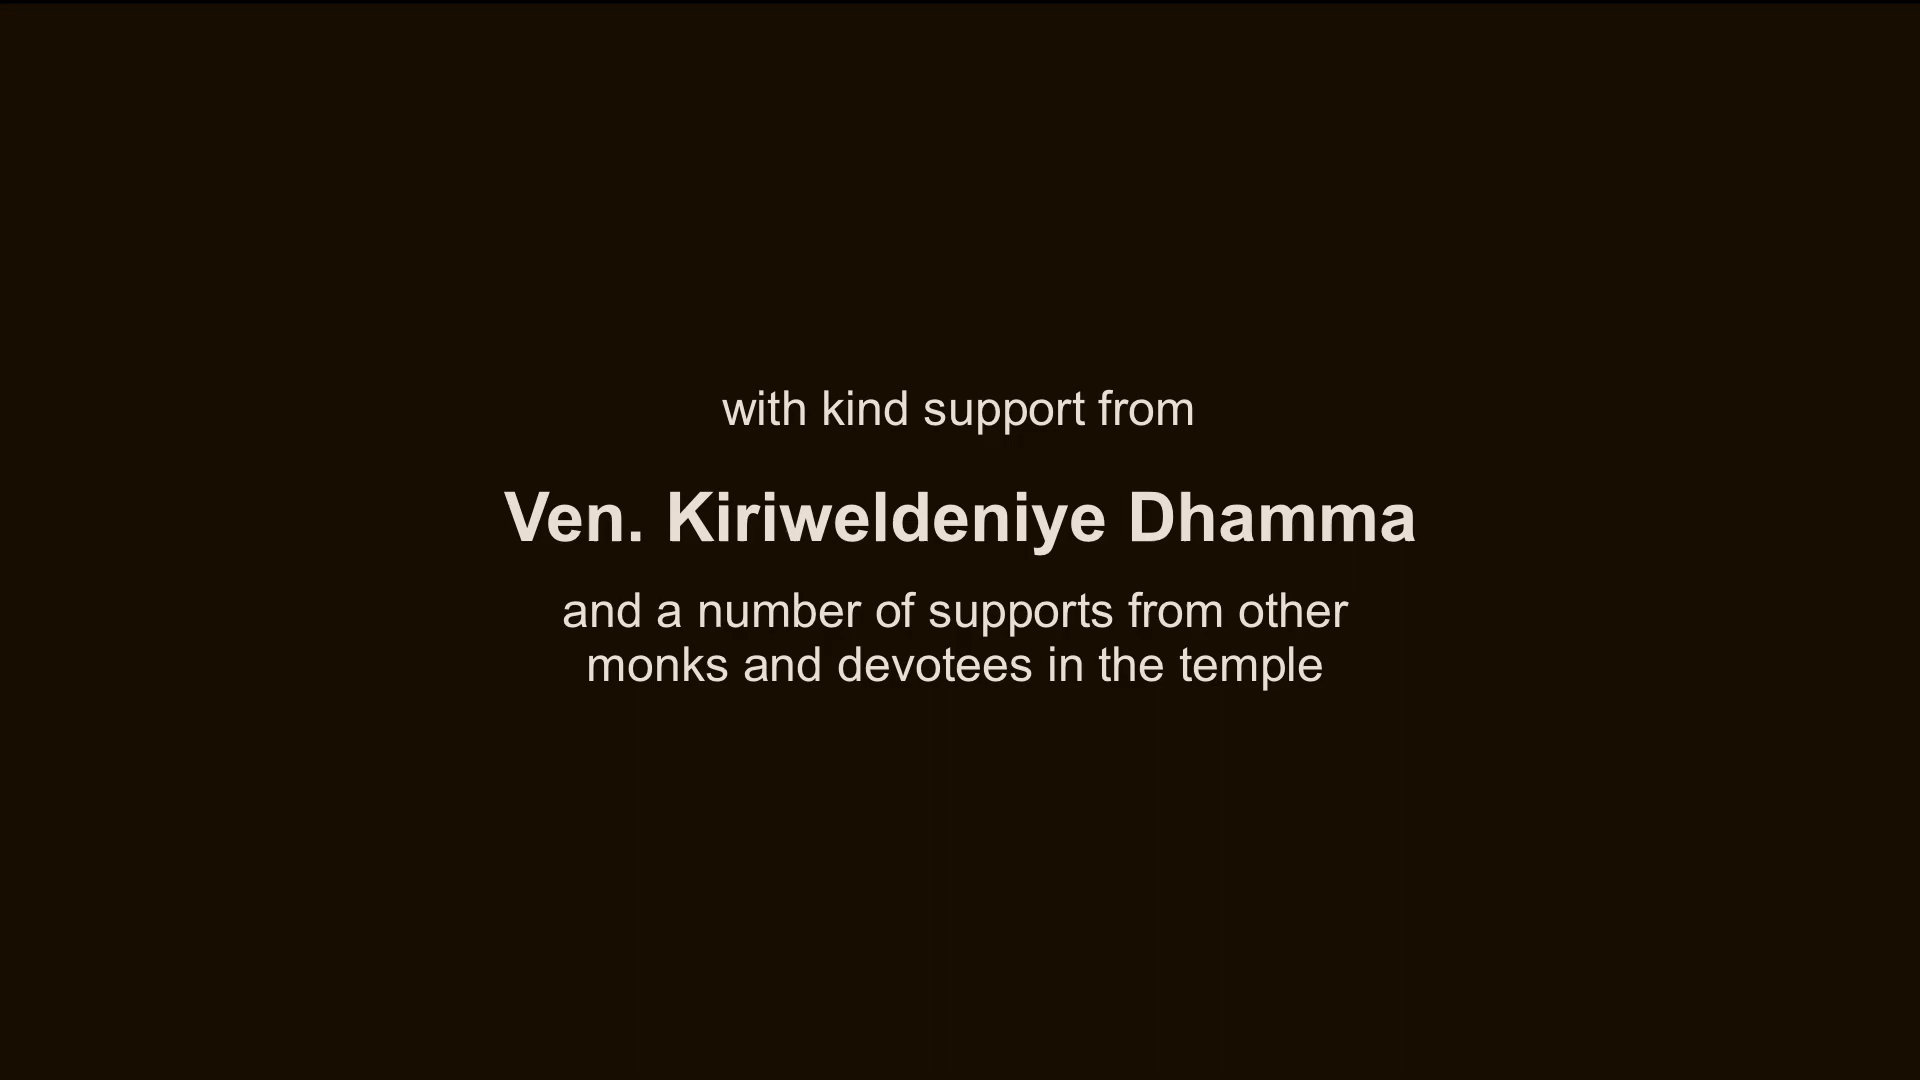 with kind support from
Ven. Kiriweldeniye Dhamma
and a number of supports from other
monks and devotees in the temple